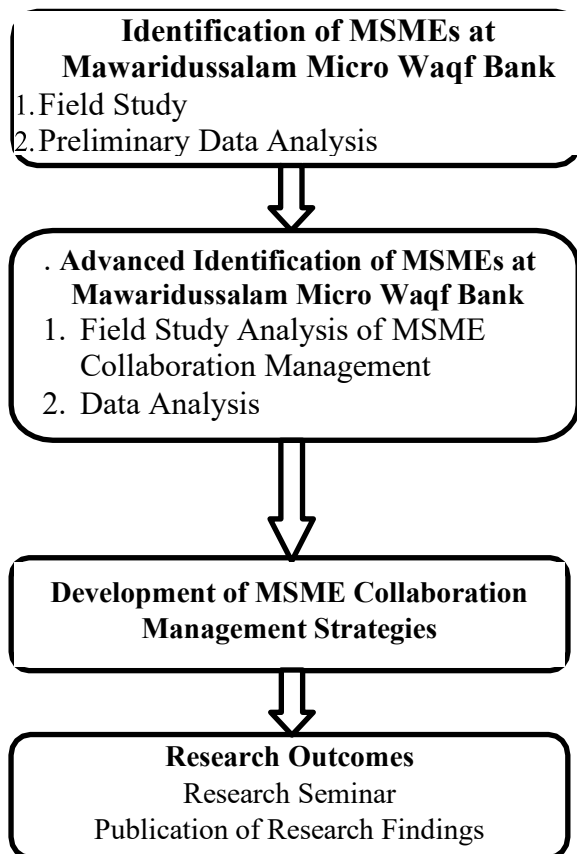 Identification of MSMEs at
Mawaridussalam Micro Waqf Bank
1. Field Study
2. Preliminary Data Analysis
. Advanced Identification of MSMEs at
Mawaridussalam Micro Waqf Bank
1. Field Study Analysis of MSME
Collaboration Management
2. Data Analysis
Development of MSME Collaboration
Management Strategies
Research Outcomes
Research Seminar
Publication of Research Findings